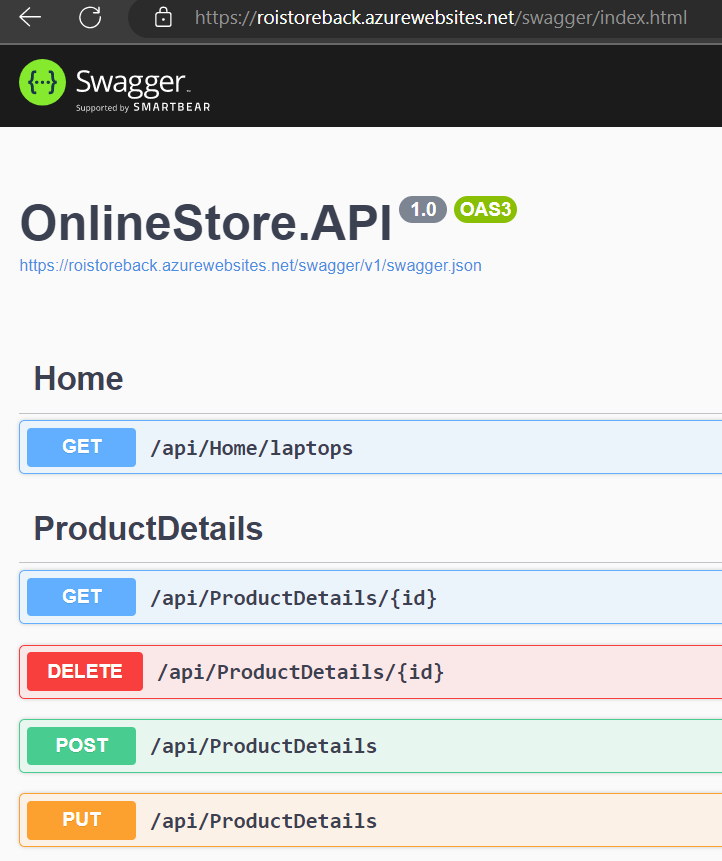 https://roistoreback.azurewebsites.net/swagger/index.html
{···} Swagger™
Supported by SMARTBEAR
OnlineStore.API 1.0 OAS3
https://roistoreback.azurewebsites.net/swagger/v1/swagger.json
Home
GET /api/Home/laptops
ProductDetails
GET /api/ProductDetails/{id}
DELETE /api/ProductDetails/{id}
POST /api/ProductDetails
PUT /api/ProductDetails